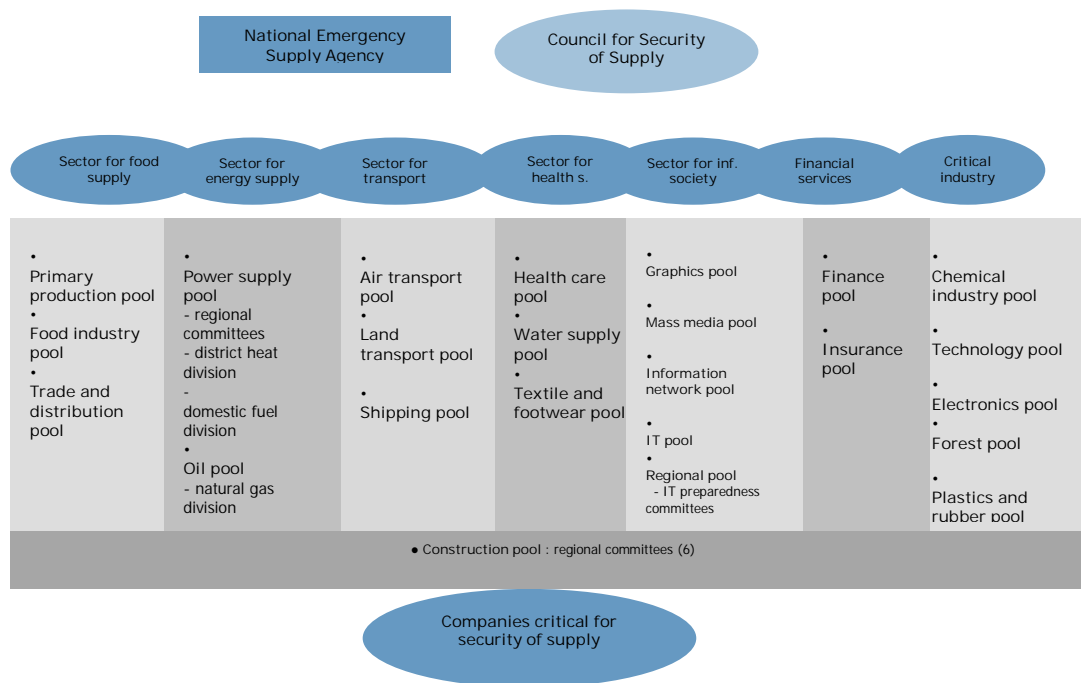 National Emergency
Supply Agency
Council for Security
of Supply
Sector for food
supply
Sector for
energy supply
Sector for
transport
Sector for
health s.
Sector for inf.
society
Financial
services
Critical
industry
•
Primary
production pool
•
Food industry
pool
•
Trade and
distribution
pool
•
Power supply
pool
- regional
committees
- district heat
division
-
domestic fuel
division
•
Oil pool
- natural gas
division
•
Air transport
pool
•
Land
transport pool
•
Shipping pool
•
Health care
pool
•
Water supply
pool
•
Textile and
footwear pool
•
Graphics pool
•
Mass media pool
•
Information
network pool
•
IT pool
•
Regional pool
- IT preparedness
committees
•
Finance
pool
•
Insurance
pool
•
Chemical
industry pool
•
Technology pool
•
Electronics pool
•
Forest pool
•
Plastics and
rubber pool
● Construction pool : regional committees (6)
Companies critical for
security of supply